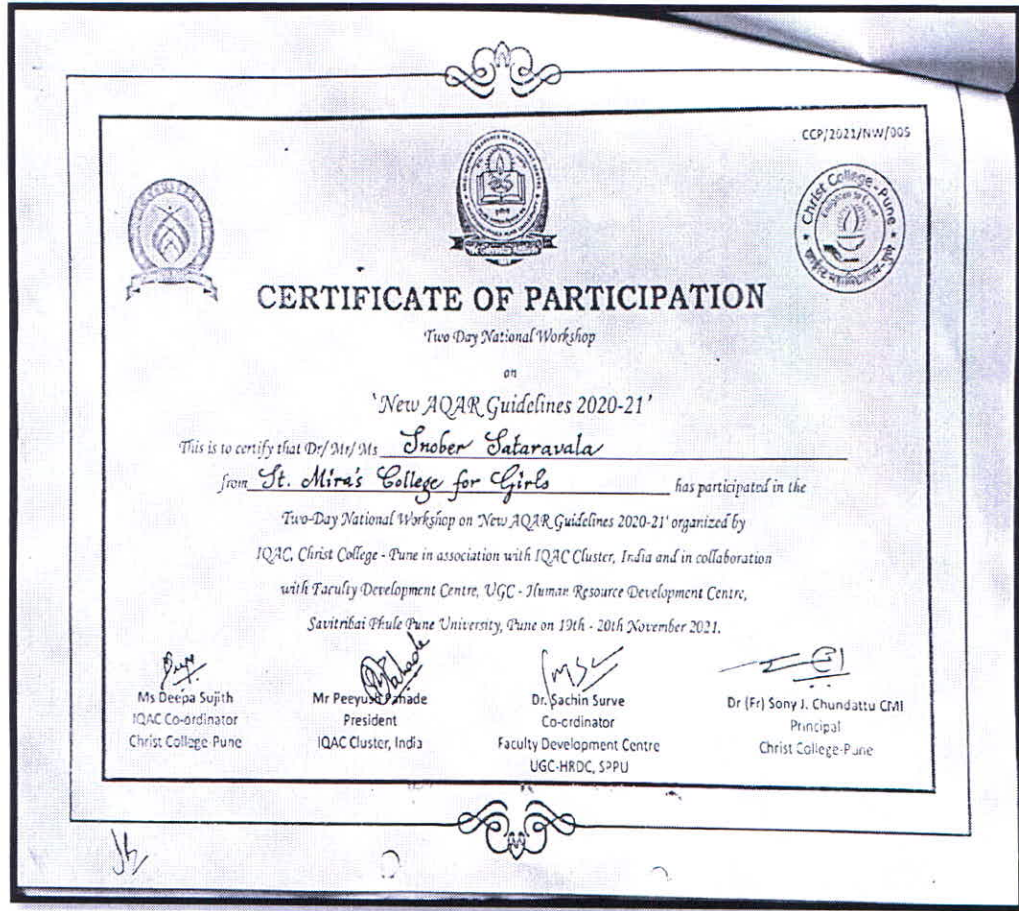 CCP/2021/NW/005
Christ College - Pune
CERTIFICATE OF PARTICIPATION
Two Day National Workshop
on
'New AQAR Guidelines 2020-21'
This is to certify that Dr/ Mr/ Ms Snober Sataravala
from St. Mira's College for Girls has participated in the
Two-Day National Workshop on 'New AQAR Guidelines 2020-21' organized by
IQAC, Christ College - Pune in association with IQAC Cluster, India and in collaboration
with Faculty Development Centre, UGC - Human Resource Development Centre,
Savitribai Phule Pune University, Pune on 19th - 20th November 2021.
Ms Deepa Sujith
IQAC Co-ordinator
Christ College-Pune
Mr Peeyush
President
IQAC Cluster, India
Dr. Sachin Surve
Co-ordinator
Faculty Development Centre
UGC-HRDC, SPPU
Dr (Fr) Sony J. Chundattu CMI
Principal
Christ College-Pune